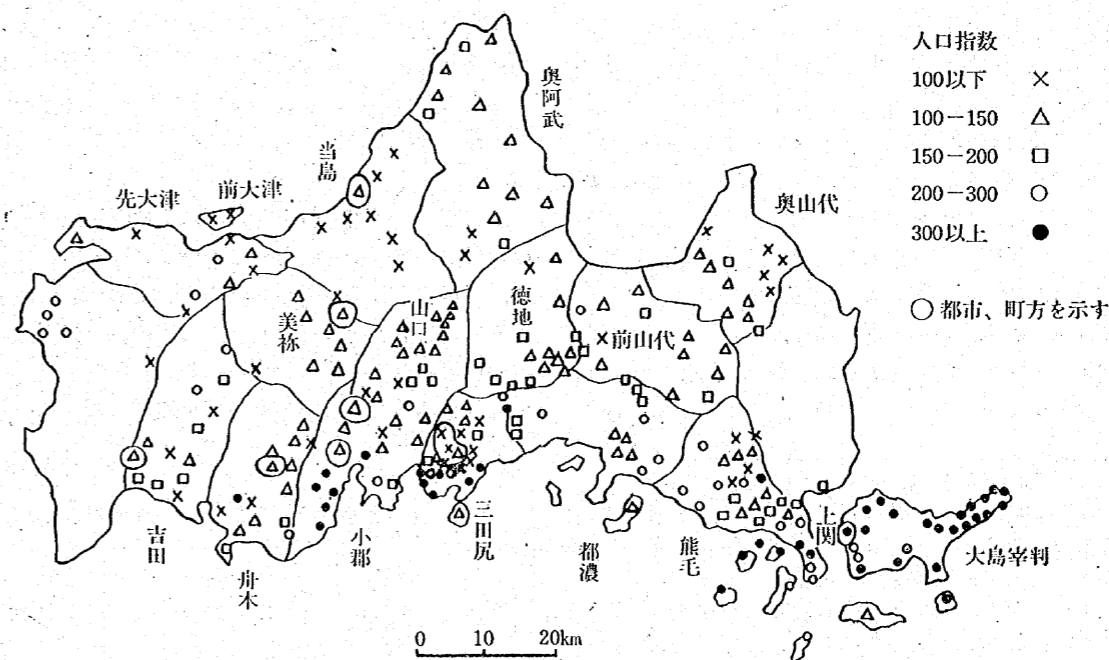 人口指数
100以下 ×
100−150 △
150−200 □
200−300 ○
300以上 ●
○ 都市、町方を示す
奥阿武
当島
前大津
先大津
奥山代
徳地
山口
美祢
前山代
吉田
舟木
小郡
三田尻
都濃
熊毛
上関
大島宰判
0 10 20km